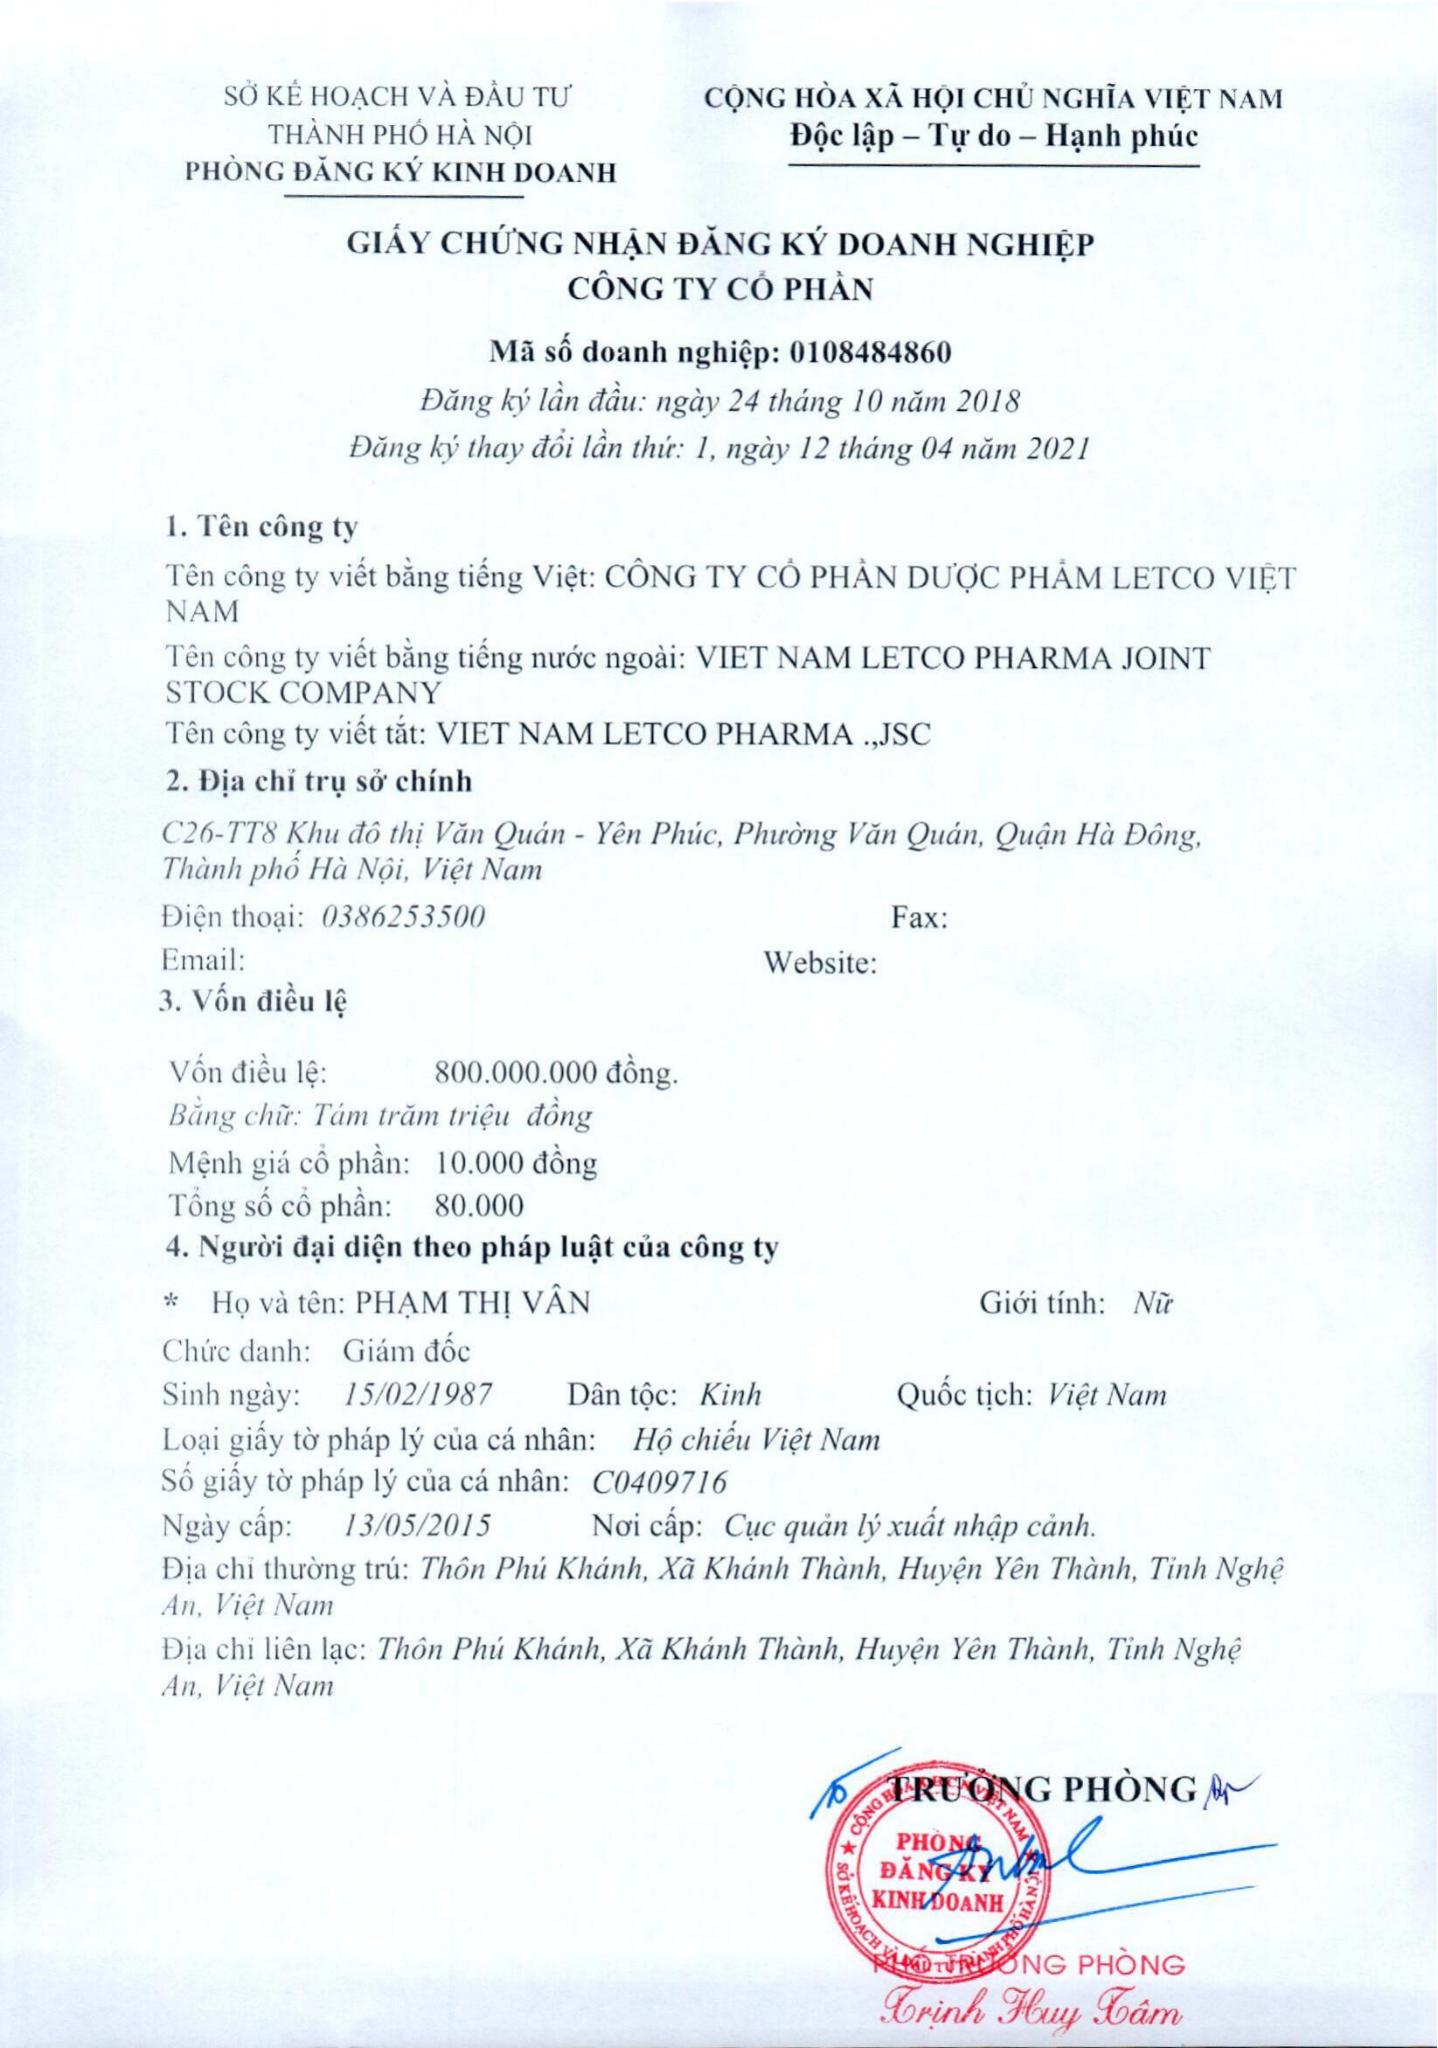 SỞ KẾ HOẠCH VÀ ĐẦU TƯ
THÀNH PHỐ HÀ NỘI
PHÒNG ĐĂNG KÝ KINH DOANH
CỘNG HÒA XÃ HỘI CHỦ NGHĨA VIỆT NAM
Độc lập – Tự do – Hạnh phúc
GIẤY CHỨNG NHẬN ĐĂNG KÝ DOANH NGHIỆP
CÔNG TY CỔ PHẦN
Mã số doanh nghiệp: 0108484860
Đăng ký lần đầu: ngày 24 tháng 10 năm 2018
Đăng ký thay đổi lần thứ: 1, ngày 12 tháng 04 năm 2021
1. Tên công ty
Tên công ty viết bằng tiếng Việt: CÔNG TY CỔ PHẦN DƯỢC PHẨM LETCO VIỆT
NAM
Tên công ty viết bằng tiếng nước ngoài: VIET NAM LETCO PHARMA JOINT
STOCK COMPANY
Tên công ty viết tắt: VIET NAM LETCO PHARMA .,JSC
2. Địa chỉ trụ sở chính
C26-TT8 Khu đô thị Văn Quán - Yên Phúc, Phường Văn Quán, Quận Hà Đông,
Thành phố Hà Nội, Việt Nam
Điện thoại: 0386253500 Fax:
Email: Website:
3. Vốn điều lệ
Vốn điều lệ: 800.000.000 đồng.
Bằng chữ: Tám trăm triệu đồng
Mệnh giá cổ phần: 10.000 đồng
Tổng số cổ phần: 80.000
4. Người đại diện theo pháp luật của công ty
* Họ và tên: PHẠM THỊ VÂN Giới tính: Nữ
Chức danh: Giám đốc
Sinh ngày: 15/02/1987 Dân tộc: Kinh Quốc tịch: Việt Nam
Loại giấy tờ pháp lý của cá nhân: Hộ chiếu Việt Nam
Số giấy tờ pháp lý của cá nhân: C0409716
Ngày cấp: 13/05/2015 Nơi cấp: Cục quản lý xuất nhập cảnh.
Địa chỉ thường trú: Thôn Phú Khánh, Xã Khánh Thành, Huyện Yên Thành, Tỉnh Nghệ
An, Việt Nam
Địa chỉ liên lạc: Thôn Phú Khánh, Xã Khánh Thành, Huyện Yên Thành, Tỉnh Nghệ
An, Việt Nam
TRƯỞNG PHÒNG
PHÒNG
ĐĂNG KÝ
KINH DOANH
SỞ KẾ HOẠCH VÀ ĐẦU TƯ THÀNH PHỐ HÀ NỘI
PHÓ TRƯỞNG PHÒNG
Trịnh Huy Tâm